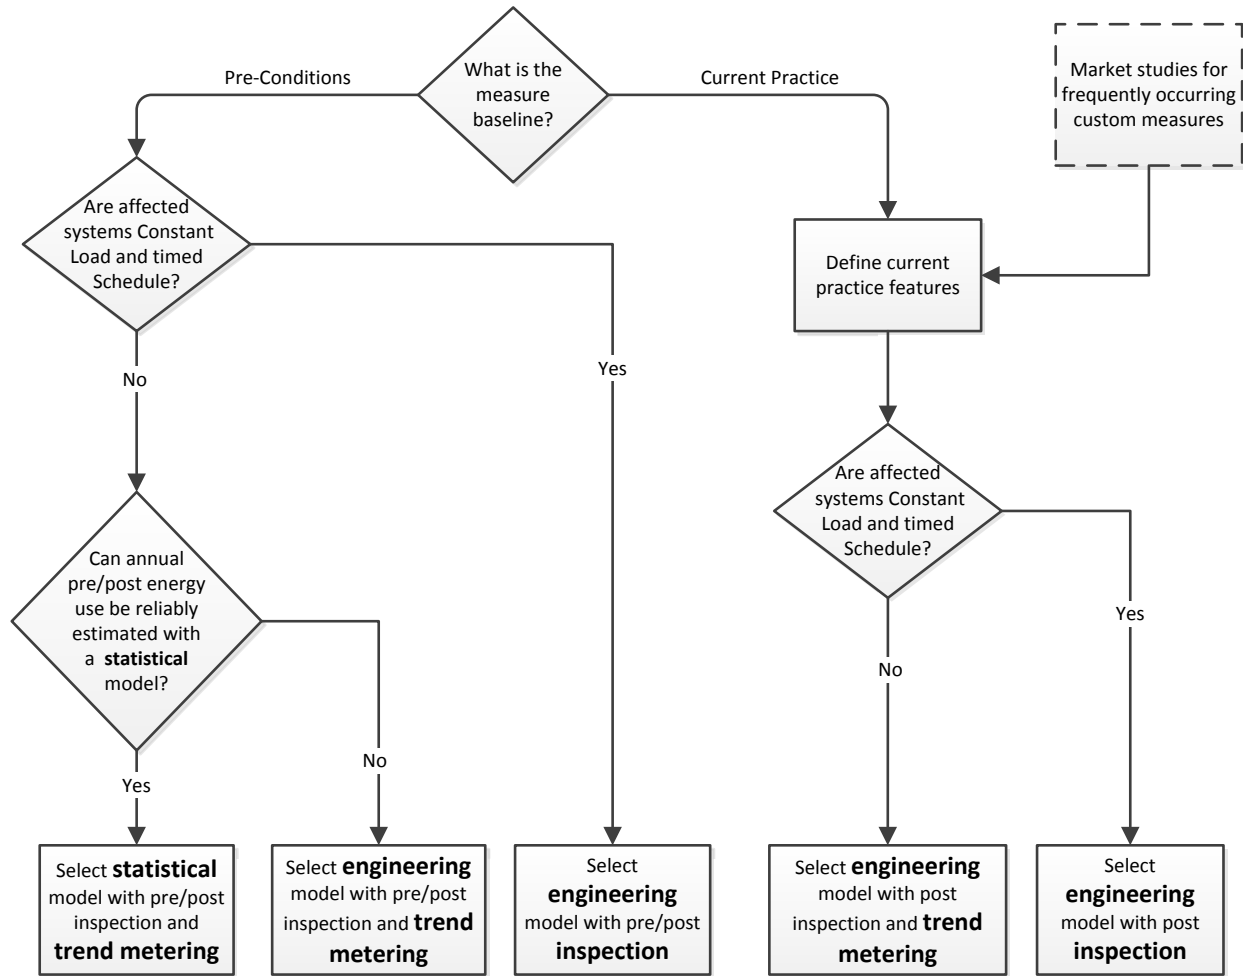 Pre-Conditions
What is the
measure
baseline?
Current Practice
Market studies for
frequently occurring
custom measures
Are affected
systems Constant
Load and timed
Schedule?
Define current
practice features
No
Yes
Are affected
systems Constant
Load and timed
Schedule?
Can annual
pre/post energy
use be reliably
estimated with
a statistical
model?
No
Yes
Yes
No
Select statistical
model with pre/post
inspection and
trend metering
Select engineering
model with pre/post
inspection and trend
metering
Select
engineering
model with pre/post
inspection
Select engineering
model with post
inspection and trend
metering
Select
engineering
model with post
inspection